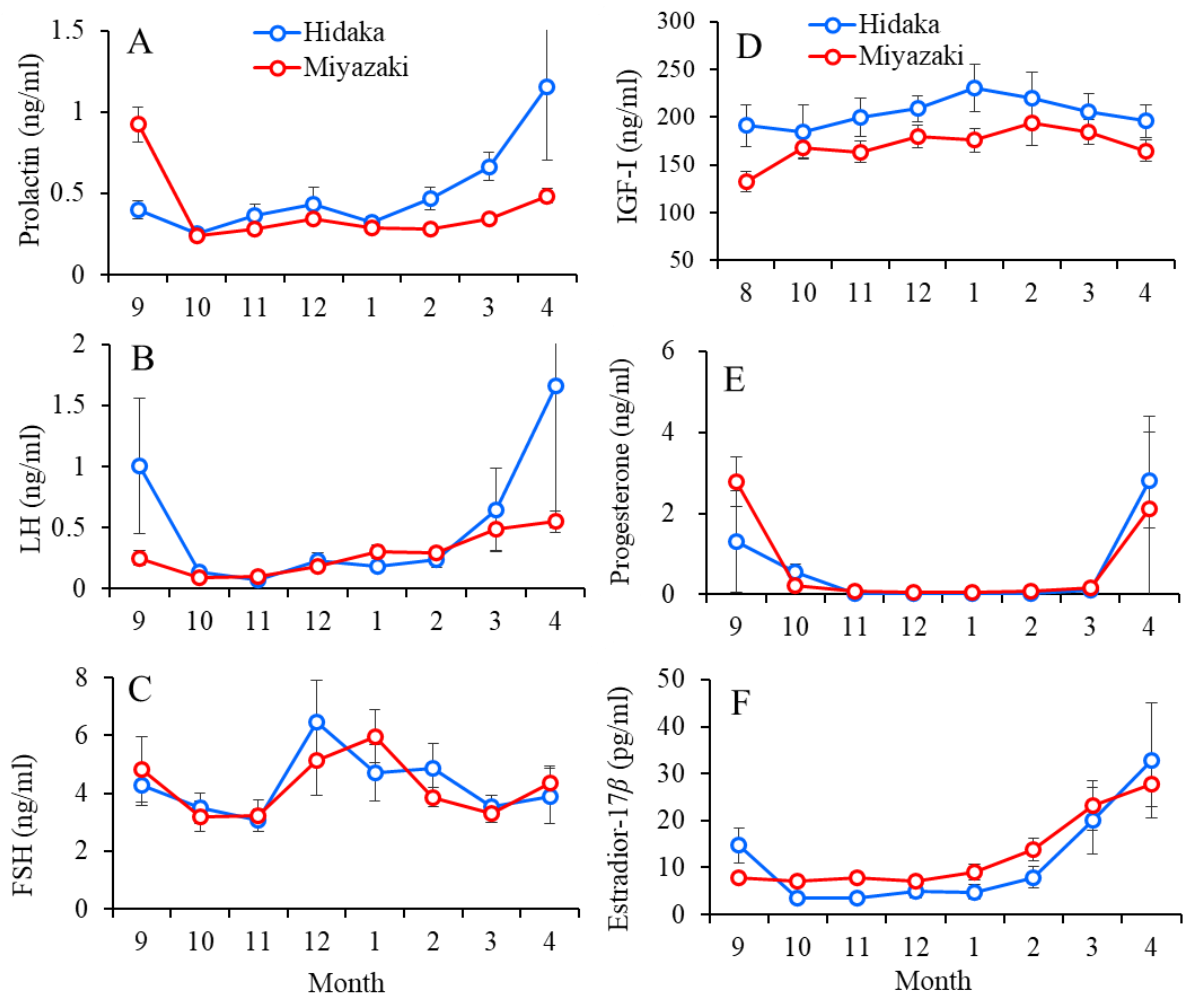 A
Hidaka
Miyazaki
Prolactin (ng/ml)
1.5
1
0.5
0
9 10 11 12 1 2 3 4
B
LH (ng/ml)
2
1.5
1
0.5
0
9 10 11 12 1 2 3 4
C
FSH (ng/ml)
8
6
4
2
0
9 10 11 12 1 2 3 4
Month
D
Hidaka
Miyazaki
IGF-I (ng/ml)
300
250
200
150
100
50
8 10 11 12 1 2 3 4
E
Progesterone (ng/ml)
6
4
2
0
9 10 11 12 1 2 3 4
F
Estradior-17β (pg/ml)
50
40
30
20
10
0
9 10 11 12 1 2 3 4
Month